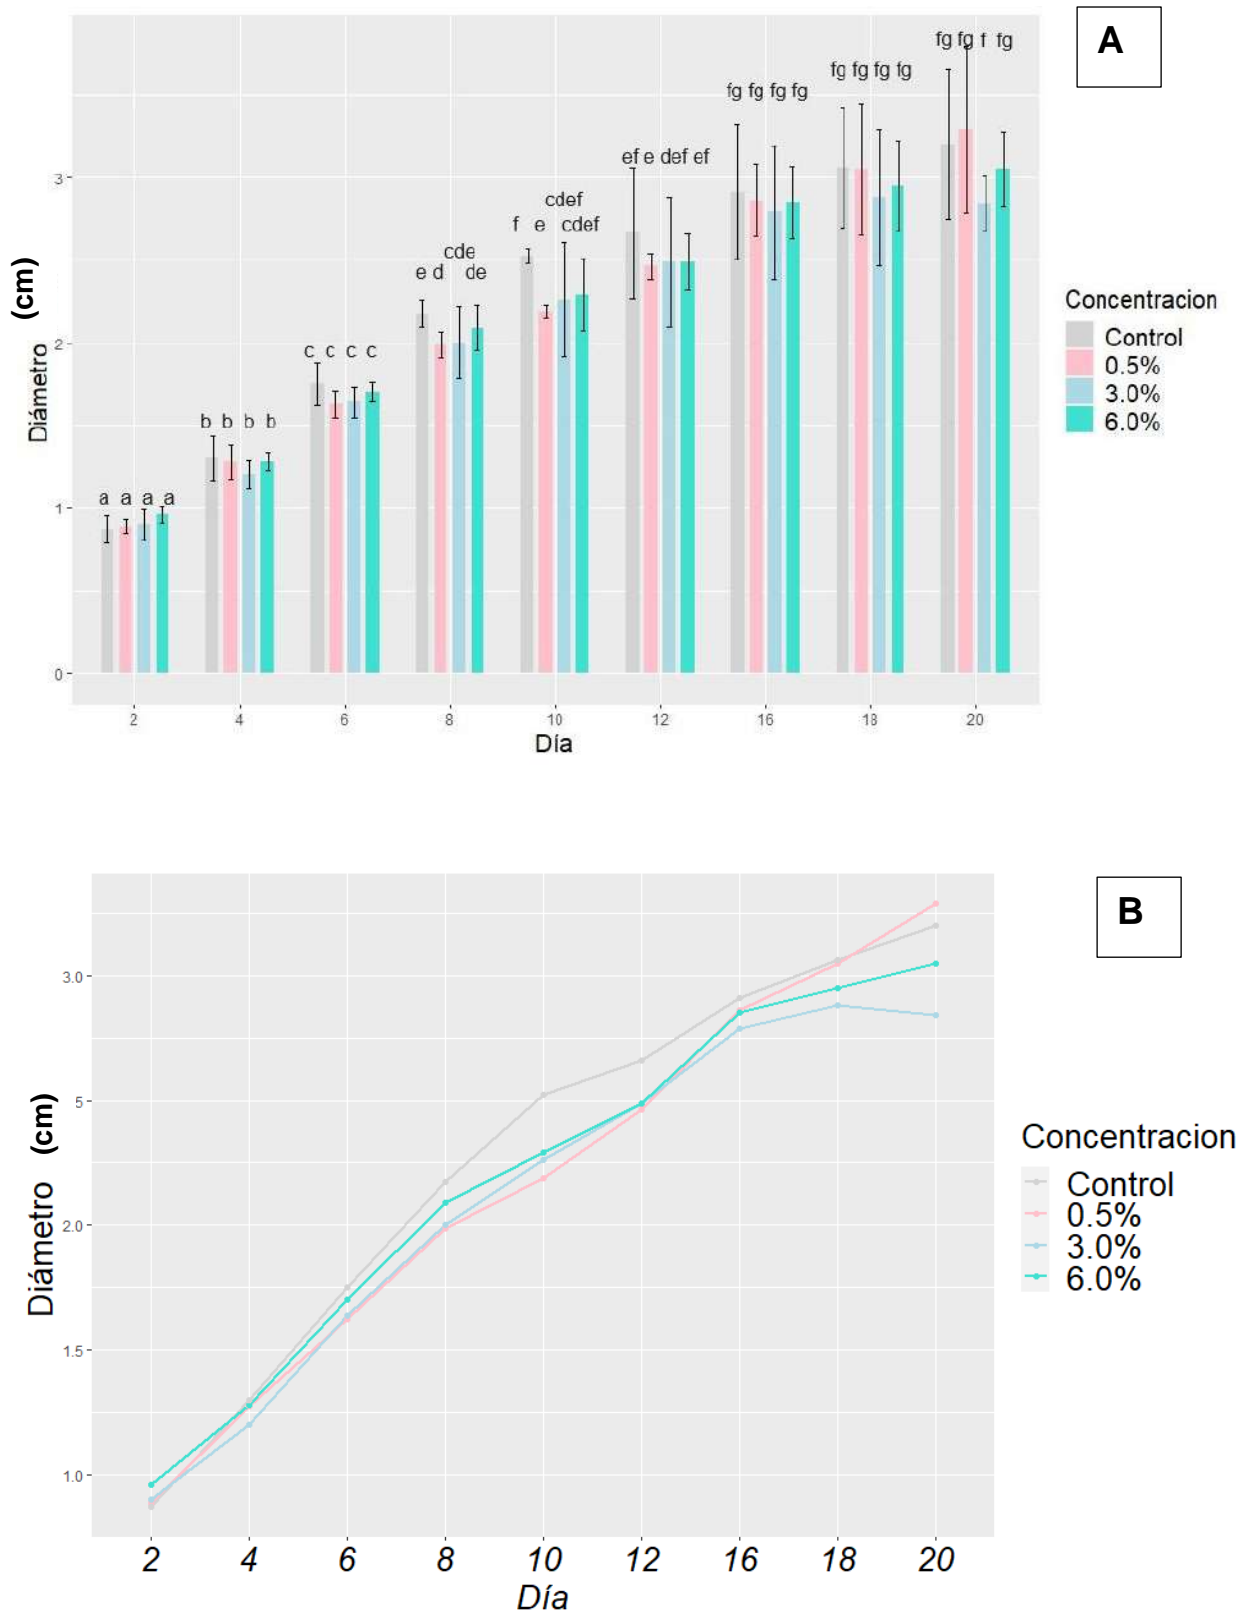 A
fg fg f fg
fg fg fg fg
fg fg fg fg
ef e def ef
cdef
f e cdef
cde
e d de
c c c c
b b b b
a a a a
3
2
1
0
Diámetro (cm)
2 4 6 8 10 12 16 18 20
Día
Concentracion
Control
0.5%
3.0%
6.0%
B
3.0
5
2.0
1.5
1.0
Diámetro (cm)
2 4 6 8 10 12 16 18 20
Día
Concentracion
Control
0.5%
3.0%
6.0%